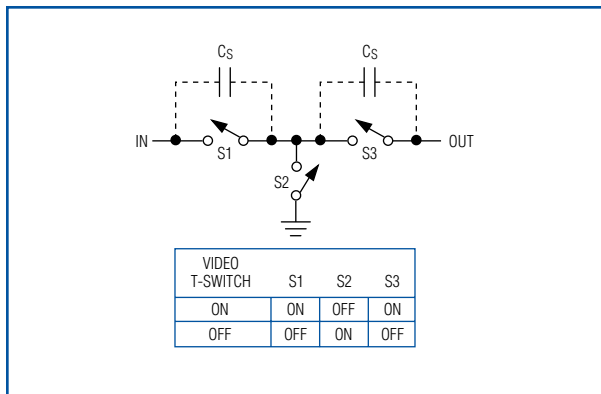 CS CS
IN S1 S3 OUT
S2
VIDEO
T-SWITCH S1 S2 S3
ON ON OFF ON
OFF OFF ON OFF